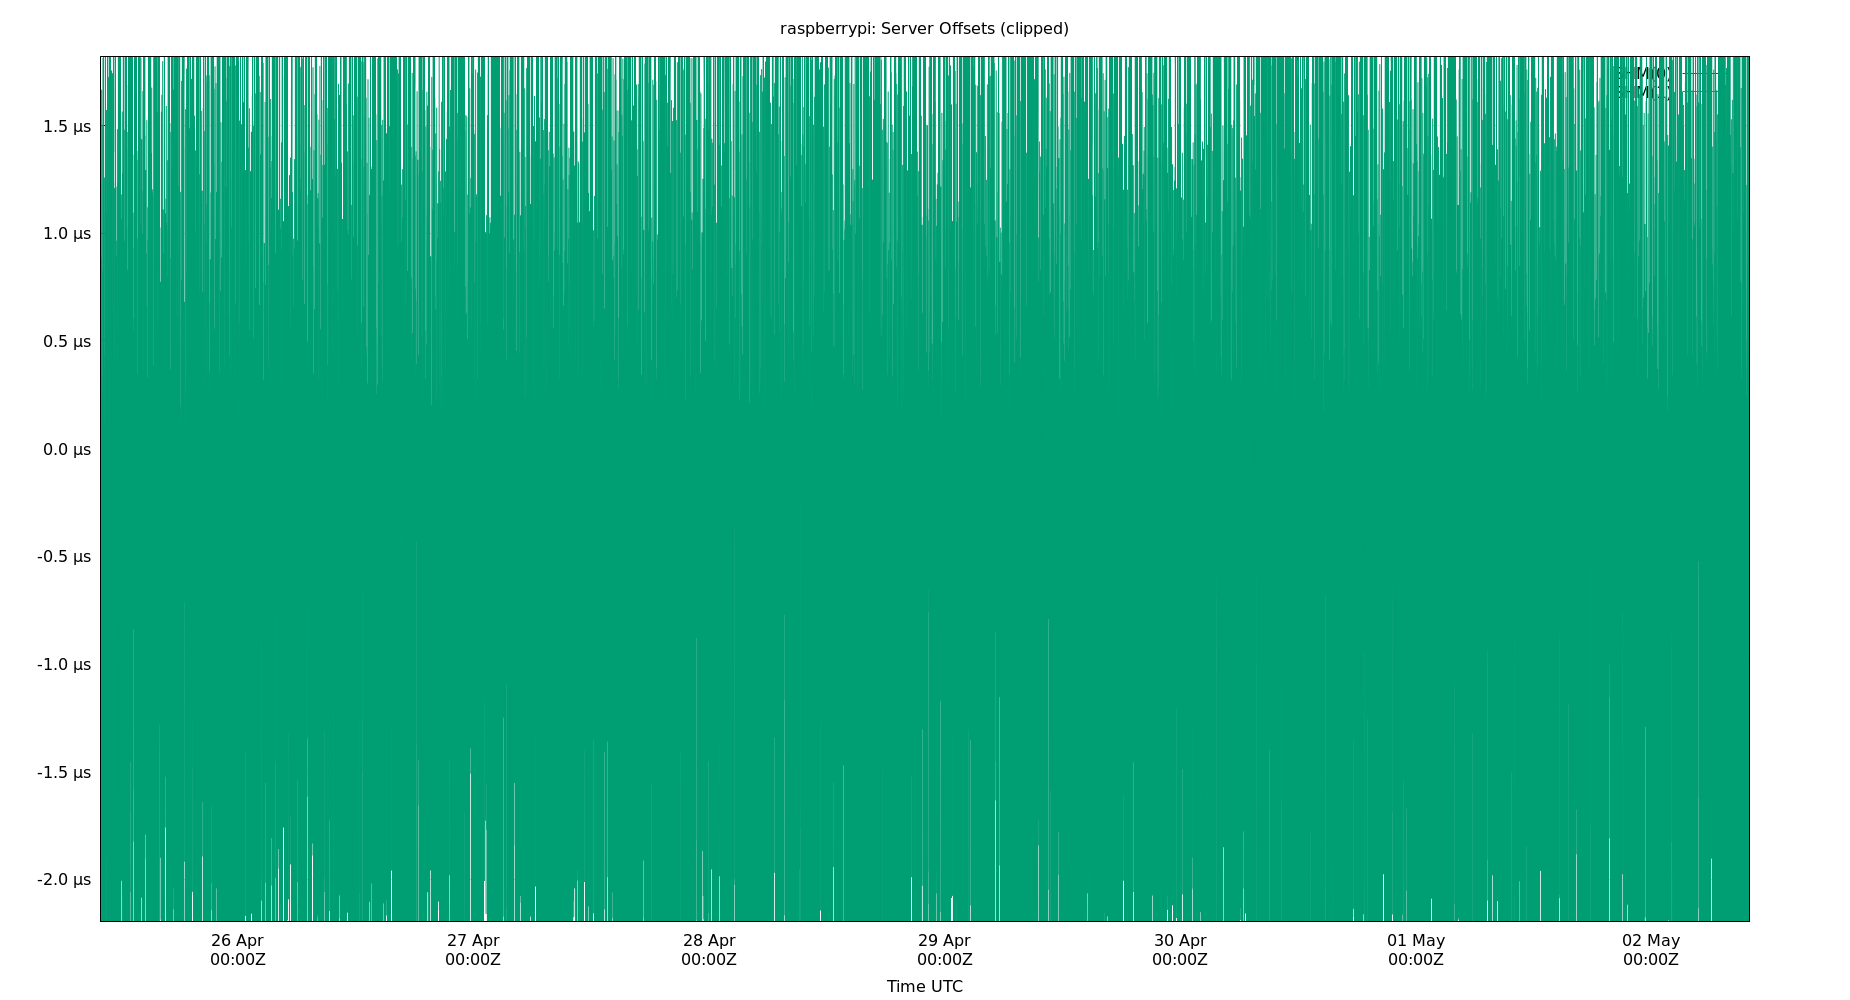 raspberrypi: Server Offsets (clipped)
SHM(0)
1.5 µs
1.0 µs
0.5 µs
0.0 µs
-0.5 µs
-1.0 µs
-1.5 µs
-2.0 µs
26 Apr
00:00Z
27 Apr
00:00Z
28 Apr
00:00Z
29 Apr
00:00Z
30 Apr
00:00Z
01 May
00:00Z
02 May
00:00Z
Time UTC